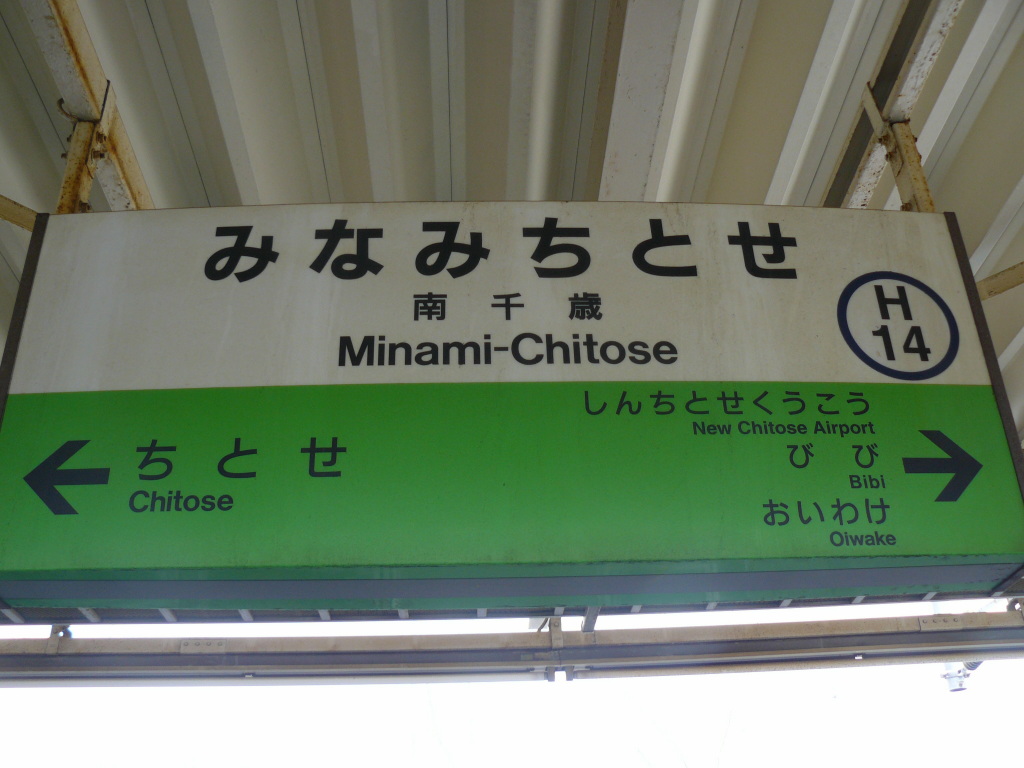 みなみちとせ
南千歳
Minami-Chitose
H
14
ちとせ
Chitose
しんちとせくうこう
New Chitose Airport
びび
Bibi
おいわけ
Oiwake